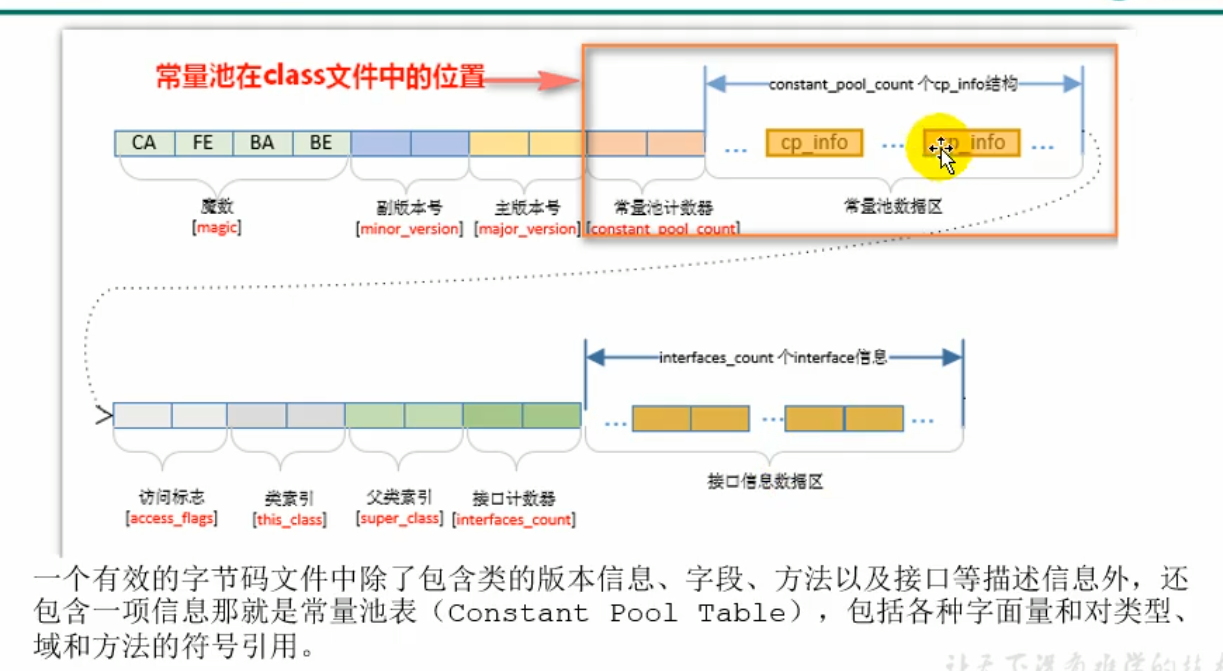 常量池在class文件中的位置
constant_pool_count 个cp_info结构
CA FE BA BE … cp_info … cp_info …
魔数 副版本号 主版本号 常量池计数器 常量池数据区
[magic] [minor_version] [major_version] [constant_pool_count]
interfaces_count 个interface信息
… … …
接口信息数据区
访问标志 类索引 父类索引 接口计数器
[access_flags] [this_class] [super_class] [interfaces_count]
一个有效的字节码文件中除了包含类的版本信息、字段、方法以及接口等描述信息外，还
包含一项信息那就是常量池表（Constant Pool Table），包括各种字面量和对类型、
域和方法的符号引用。